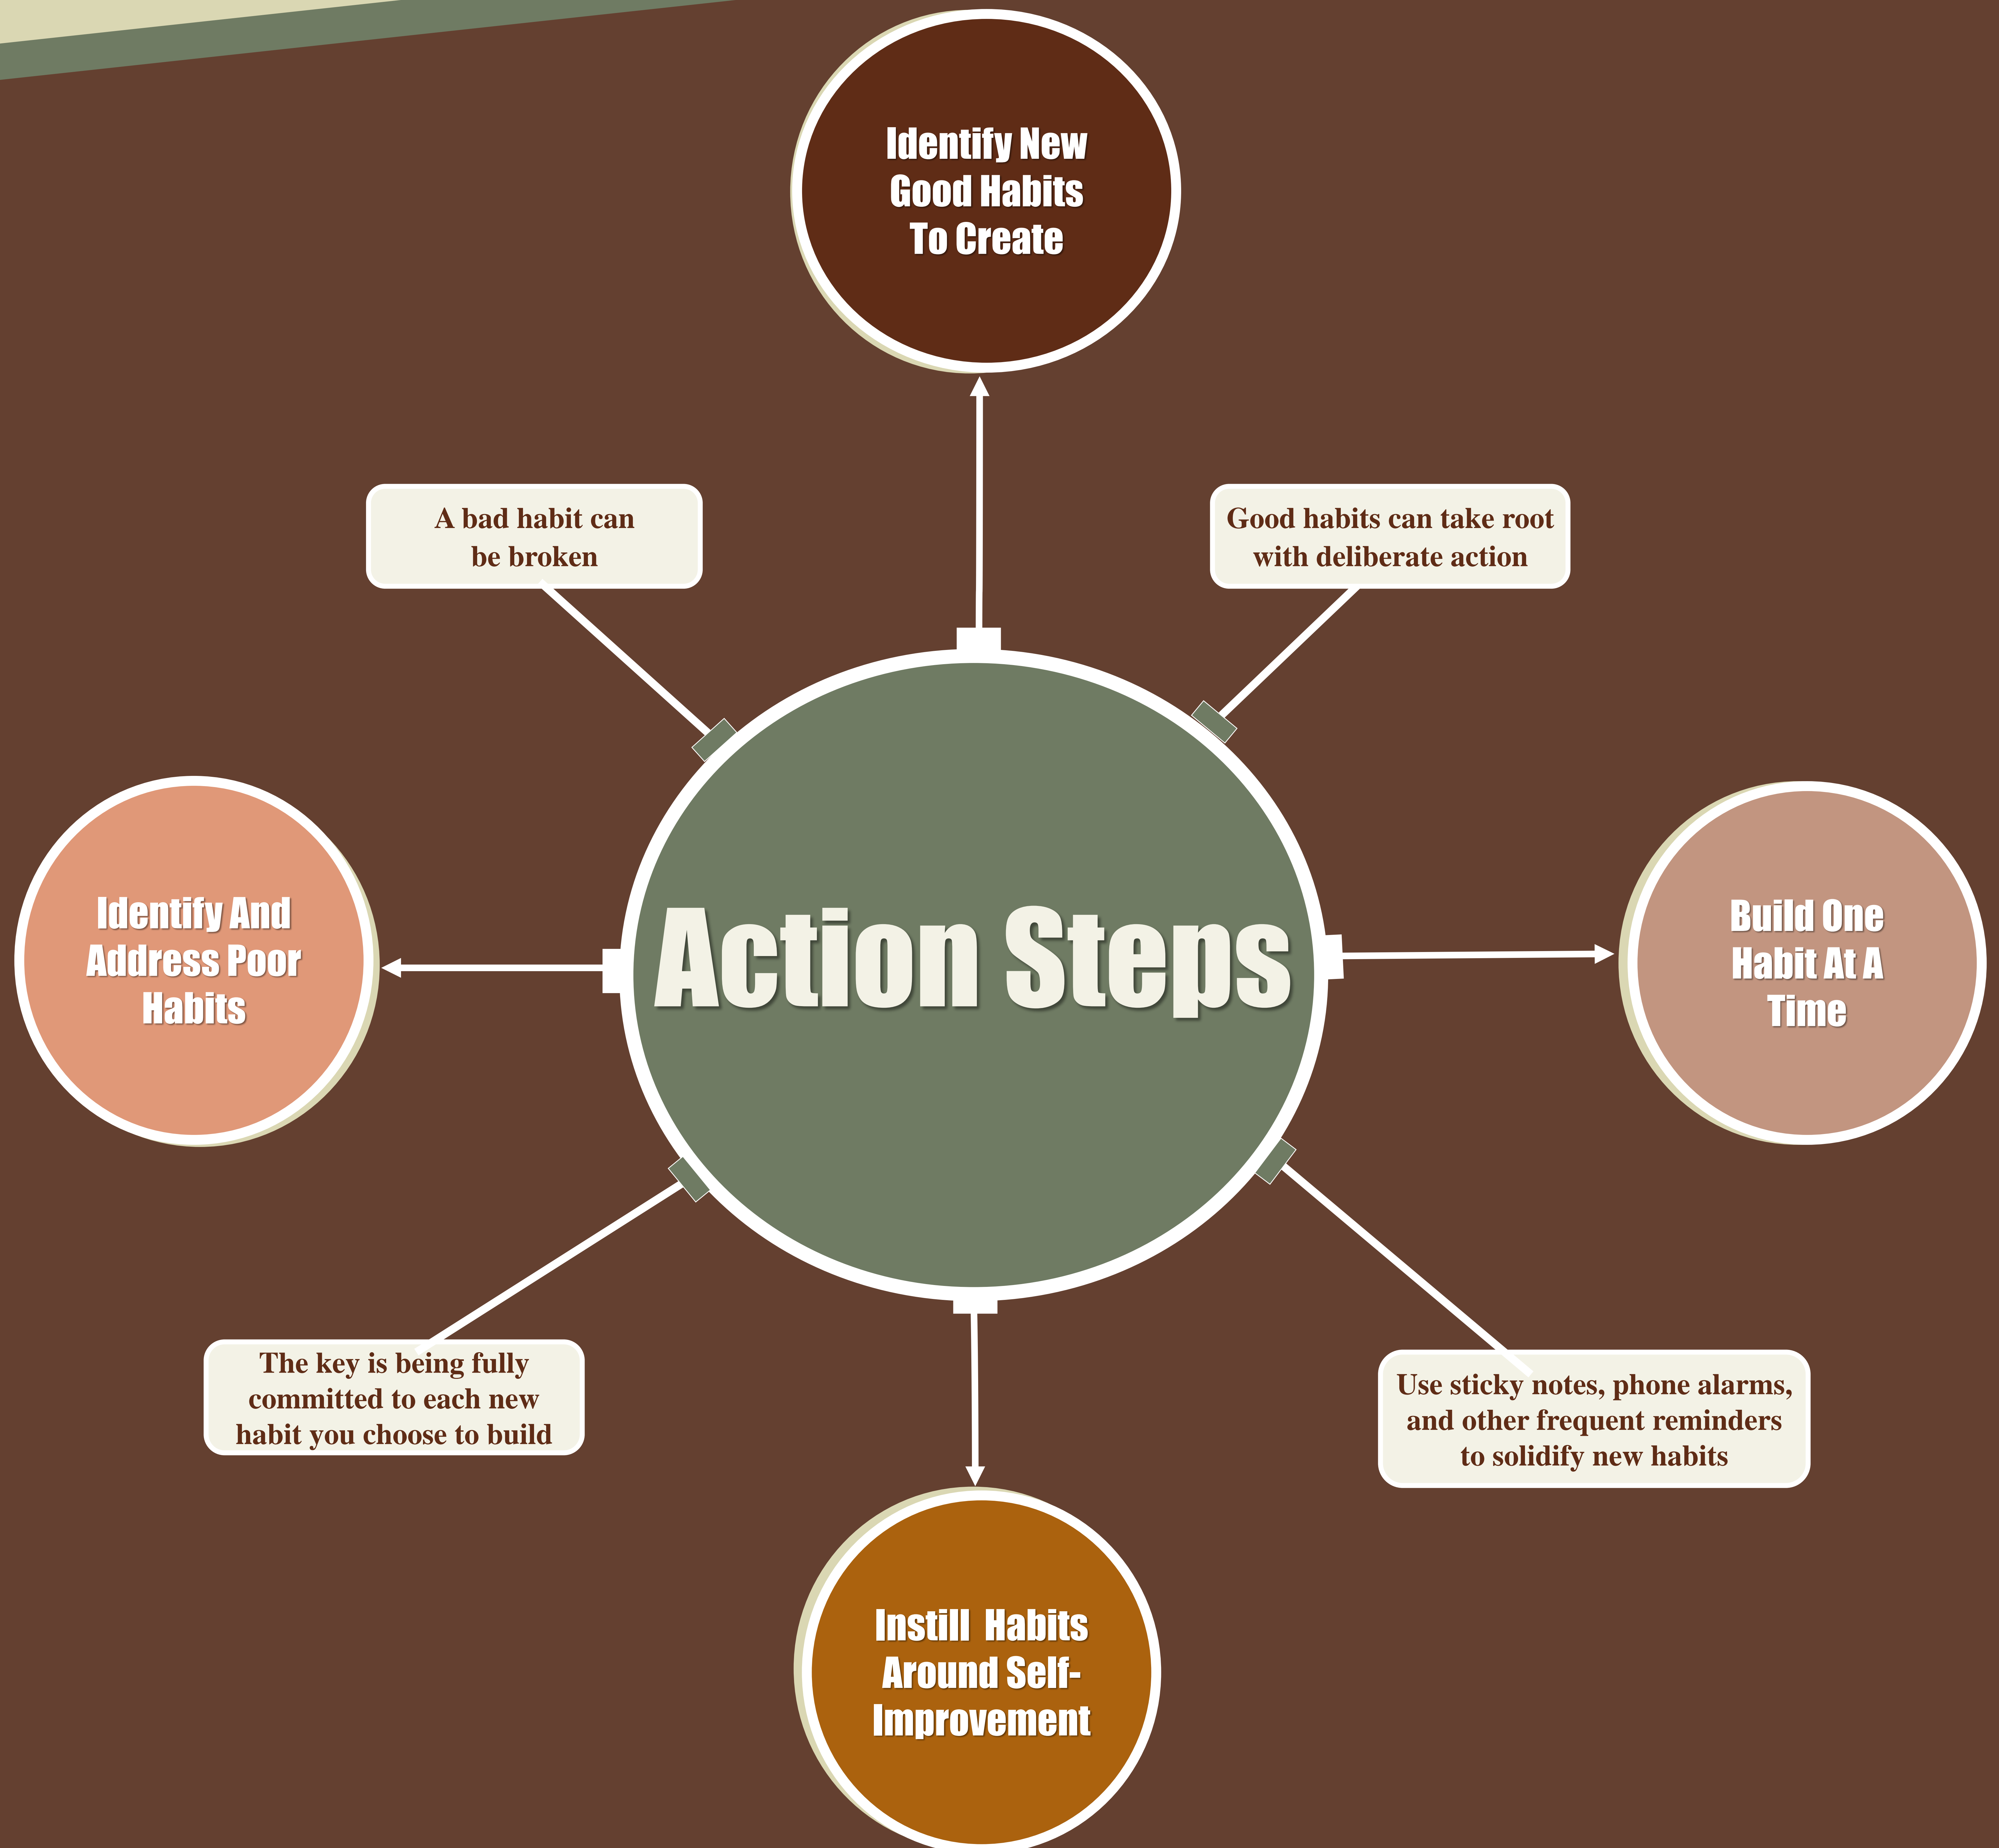 Identify New
Good Habits
To Create
A bad habit can
be broken
Good habits can take root
with deliberate action
Identify And
Address Poor
Habits
Action Steps
Build One
Habit At A
Time
The key is being fully
committed to each new
habit you choose to build
Use sticky notes, phone alarms,
and other frequent reminders
to solidify new habits
Instill  Habits
Around Self-
Improvement